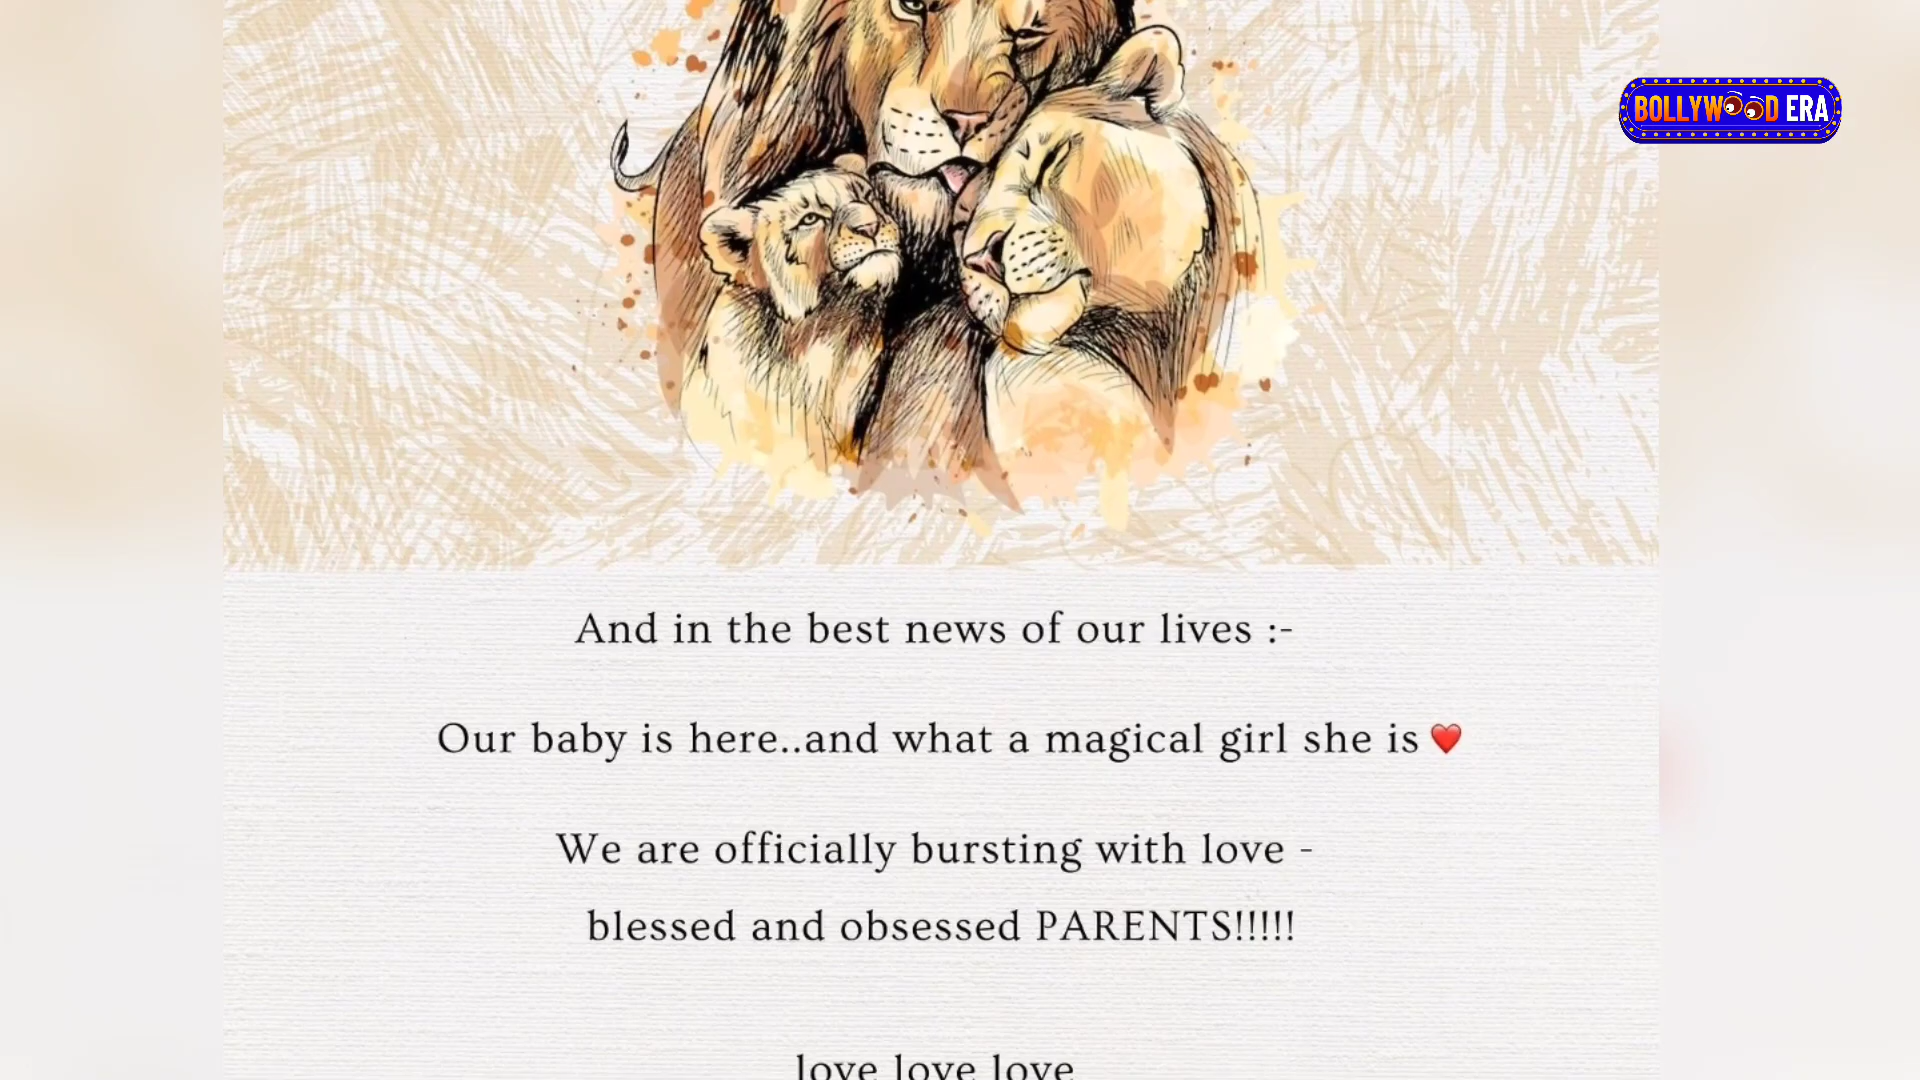 BOLLYWOOD ERA
And in the best news of our lives :-
Our baby is here..and what a magical girl she is ❤️
We are officially bursting with love -
blessed and obsessed PARENTS!!!!!
love love love